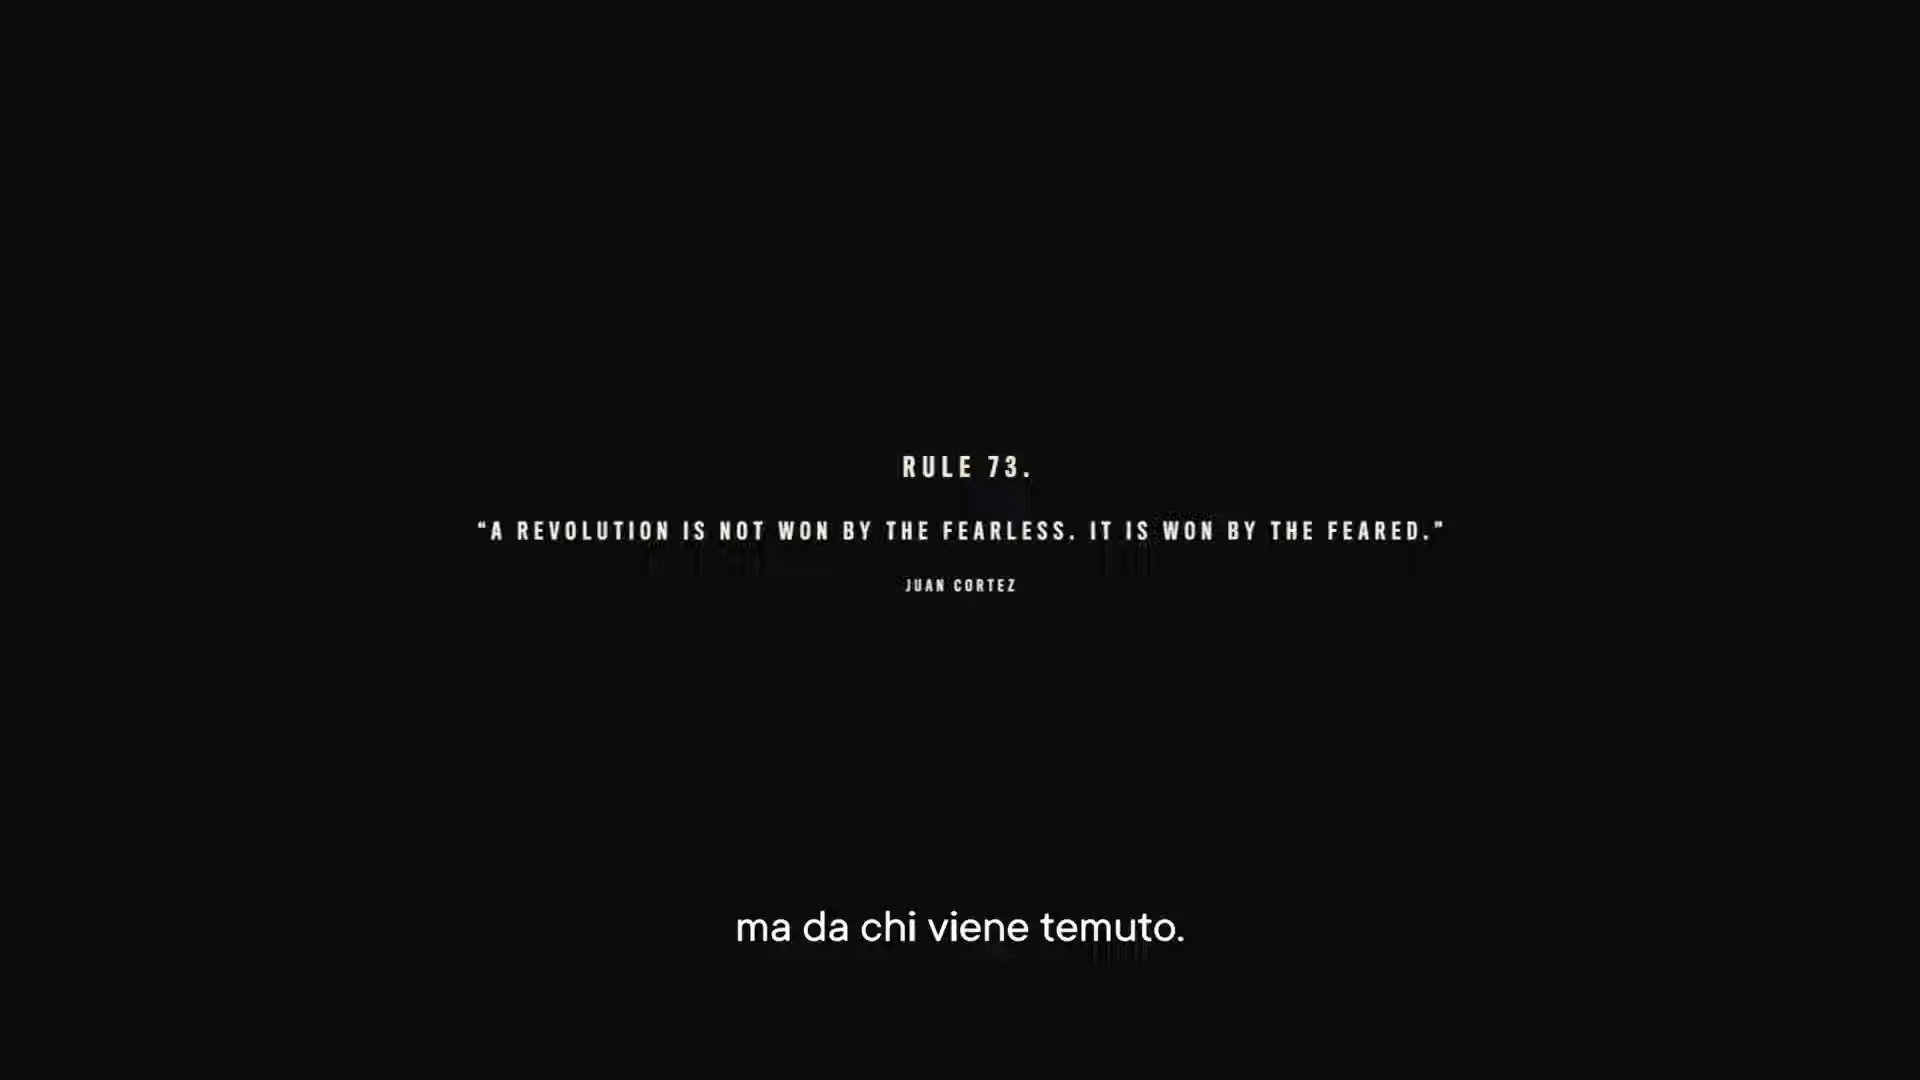 RULE 73.
“A REVOLUTION IS NOT WON BY THE FEARLESS. IT IS WON BY THE FEARED.”
JUAN CORTEZ
ma da chi viene temuto.